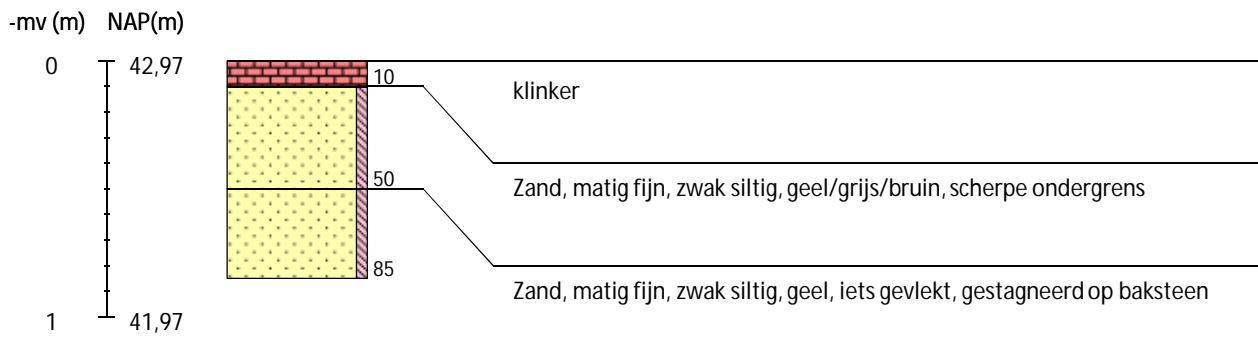 -mv (m) NAP(m)
0 42,97
10
klinker
50
Zand, matig fijn, zwak siltig, geel/grijs/bruin, scherpe ondergrens
85
Zand, matig fijn, zwak siltig, geel, iets gevlekt, gestagneerd op baksteen
1 41,97